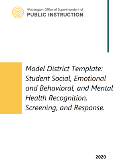 Washington Office of Superintendent of
PUBLIC INSTRUCTION
Model District Template:
Student Social, Emotional
and Behavioral, and Mental
Health Recognition,
Screening, and Response.
2020